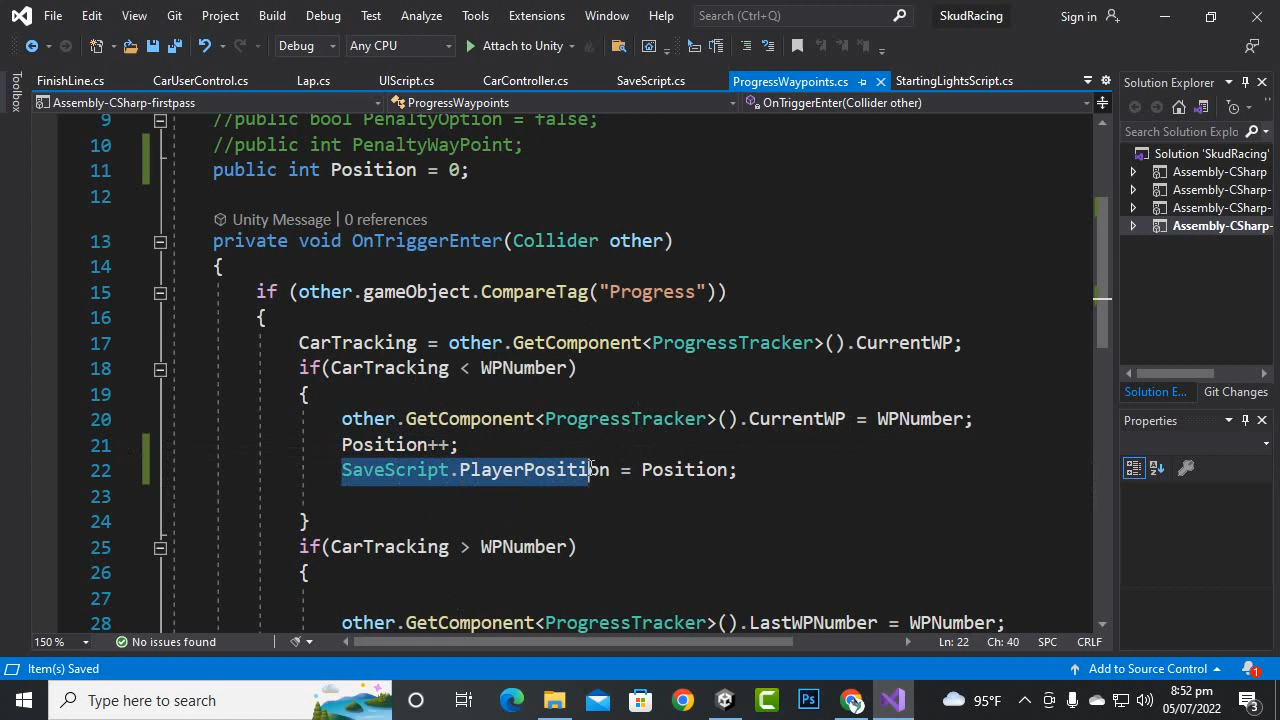 File Edit View Git Project Build Debug Test Analyze Tools Extensions Window Help Search (Ctrl+Q) SkudRacing Sign in
Debug Any CPU Attach to Unity
FinishLine.cs CarUserControl.cs Lap.cs UIScript.cs CarController.cs SaveScript.cs ProgressWaypoints.cs StartingLightsScript.cs
Toolbox
Assembly-CSharp-firstpass ProgressWaypoints OnTriggerEnter(Collider other)
9 //public bool PenaltyOption = false;
10 //public int PenaltyWayPoint;
11 public int Position = 0;
12
Unity Message | 0 references
13 private void OnTriggerEnter(Collider other)
14 {
15 if (other.gameObject.CompareTag("Progress"))
16 {
17 CarTracking = other.GetComponent<ProgressTracker>().CurrentWP;
18 if(CarTracking < WPNumber)
19 {
20 other.GetComponent<ProgressTracker>().CurrentWP = WPNumber;
21 Position++;
22 SaveScript.PlayerPosition = Position;
23
24 }
25 if(CarTracking > WPNumber)
26 {
27
28 other.GetComponent<ProgressTracker>().LastWPNumber = WPNumber;
150 % No issues found Ln: 22 Ch: 40 SPC CRLF
Solution Explorer
Search Solution Explo
Solution 'SkudRacing'
Assembly-CSharp
Assembly-CSharp-
Assembly-CSharp-
Assembly-CSharp-
Solution E... Git Changes
Properties
Item(s) Saved Add to Source Control 1
Type here to search Ps 95°F 8:52 pm
05/07/2022 3